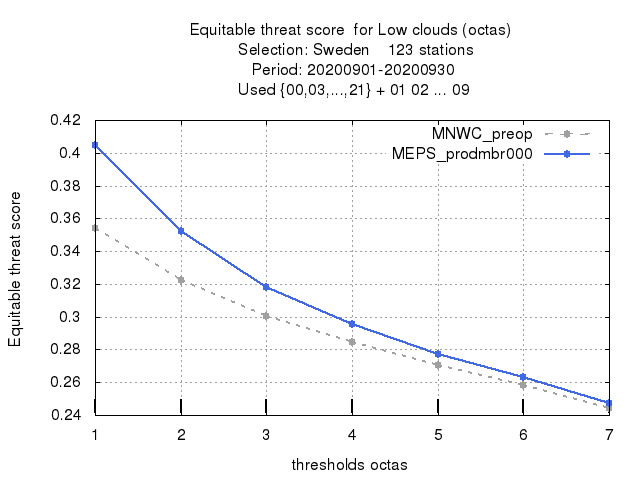 Equitable threat score  for Low clouds (octas)
Selection: Sweden    123 stations
Period: 20200901-20200930
Used {00,03,...,21} + 01 02 ... 09
MNWC_preop
MEPS_prodmbr000
Equitable threat score
0.42
0.4
0.38
0.36
0.34
0.32
0.3
0.28
0.26
0.24
1 2 3 4 5 6 7
thresholds octas